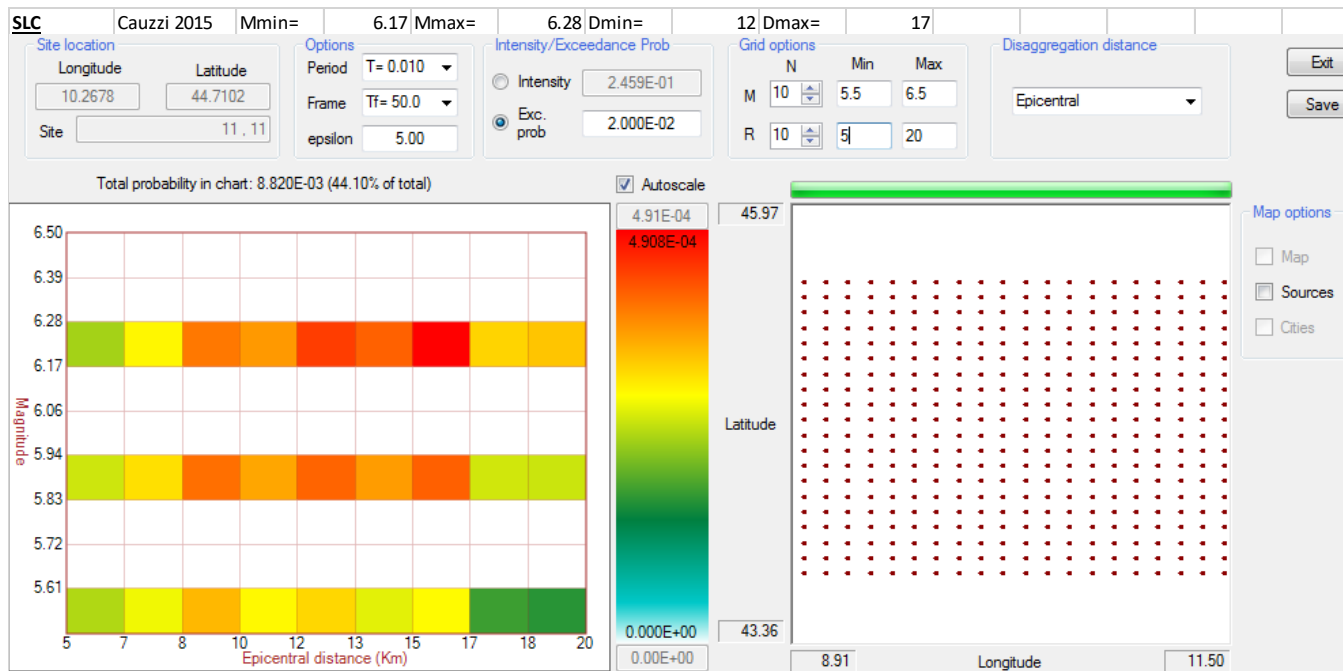 SLC Cauzzi 2015 Mmin= 6.17 Mmax= 6.28 Dmin= 12 Dmax= 17
Site location
Longitude Latitude
10.2678 44.7102
Site 11 , 11
Options
Period T= 0.010
Frame Tf= 50.0
epsilon 5.00
Intensity/Exceedance Prob
Intensity 2.459E-01
Exc. prob 2.000E-02
Grid options
N Min Max
M 10 5.5 6.5
R 10 5 20
Disaggregation distance
Epicentral
Exit
Save
Total probability in chart: 8.820E-03 (44.10% of total)
Autoscale
4.91E-04
4.908E-04
0.000E+00
0.00E+00
6.50
6.39
6.28
6.17
6.06
5.94
5.83
5.72
5.61
Magnitude
5 7 8 10 12 13 15 17 18 20
Epicentral distance (Km)
45.97
Latitude
43.36
8.91 Longitude 11.50
Map options
Map
Sources
Cities